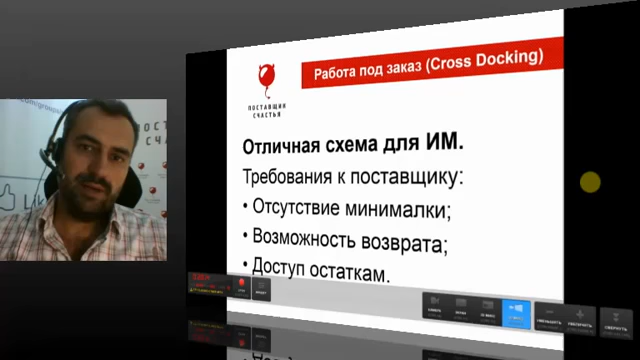 Работа под заказ (Cross Docking)
ПОСТАВЩИК
СЧАСТЬЯ
Отличная схема для ИМ.
Требования к поставщику:
• Отсутствие минималки;
• Возможность возврата;
• Доступ остаткам.